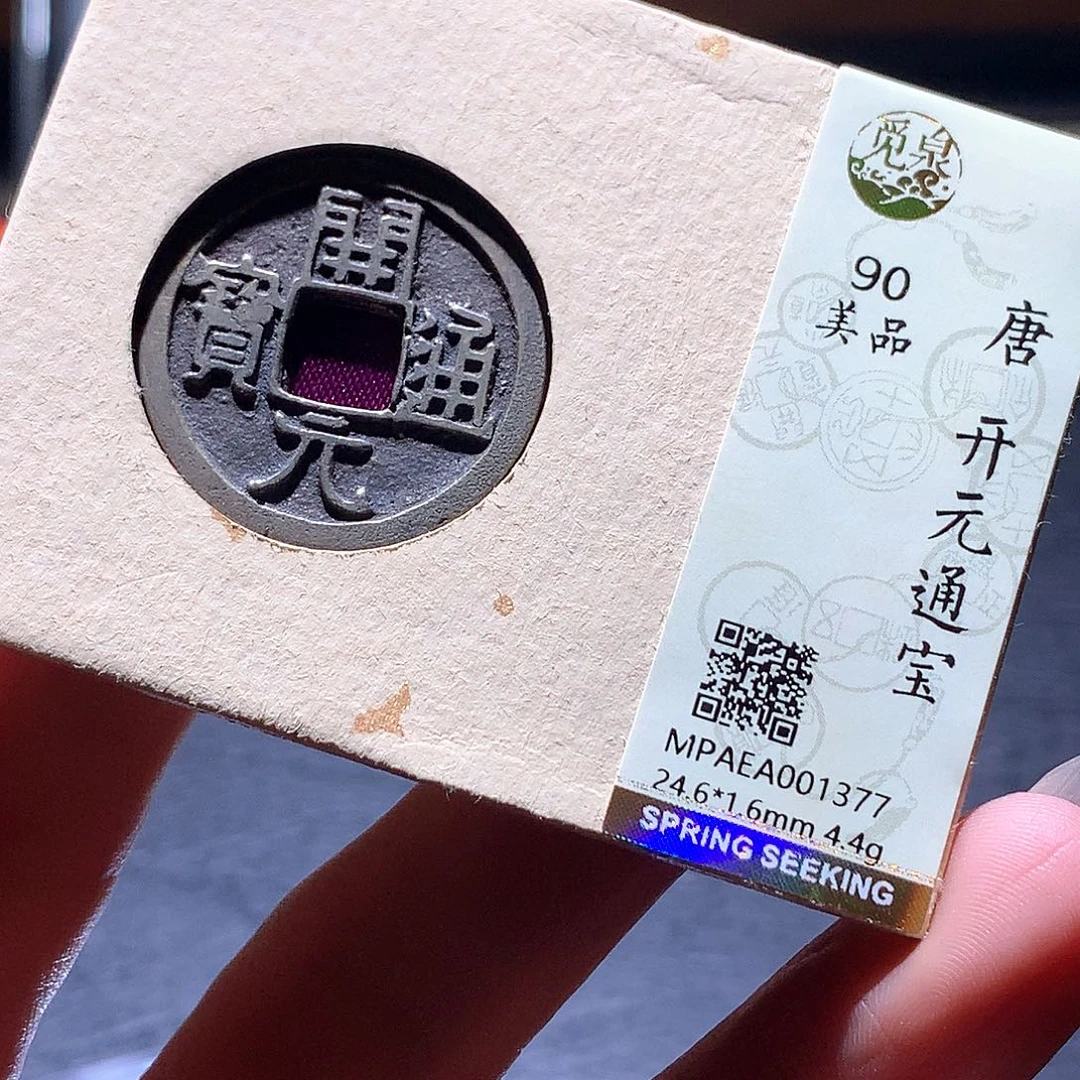 開
通
元
寶
觅泉
90
美品
唐 开元通宝
MPAEA001377
24.6*1.6mm 4.4g
SPRING SEEKING